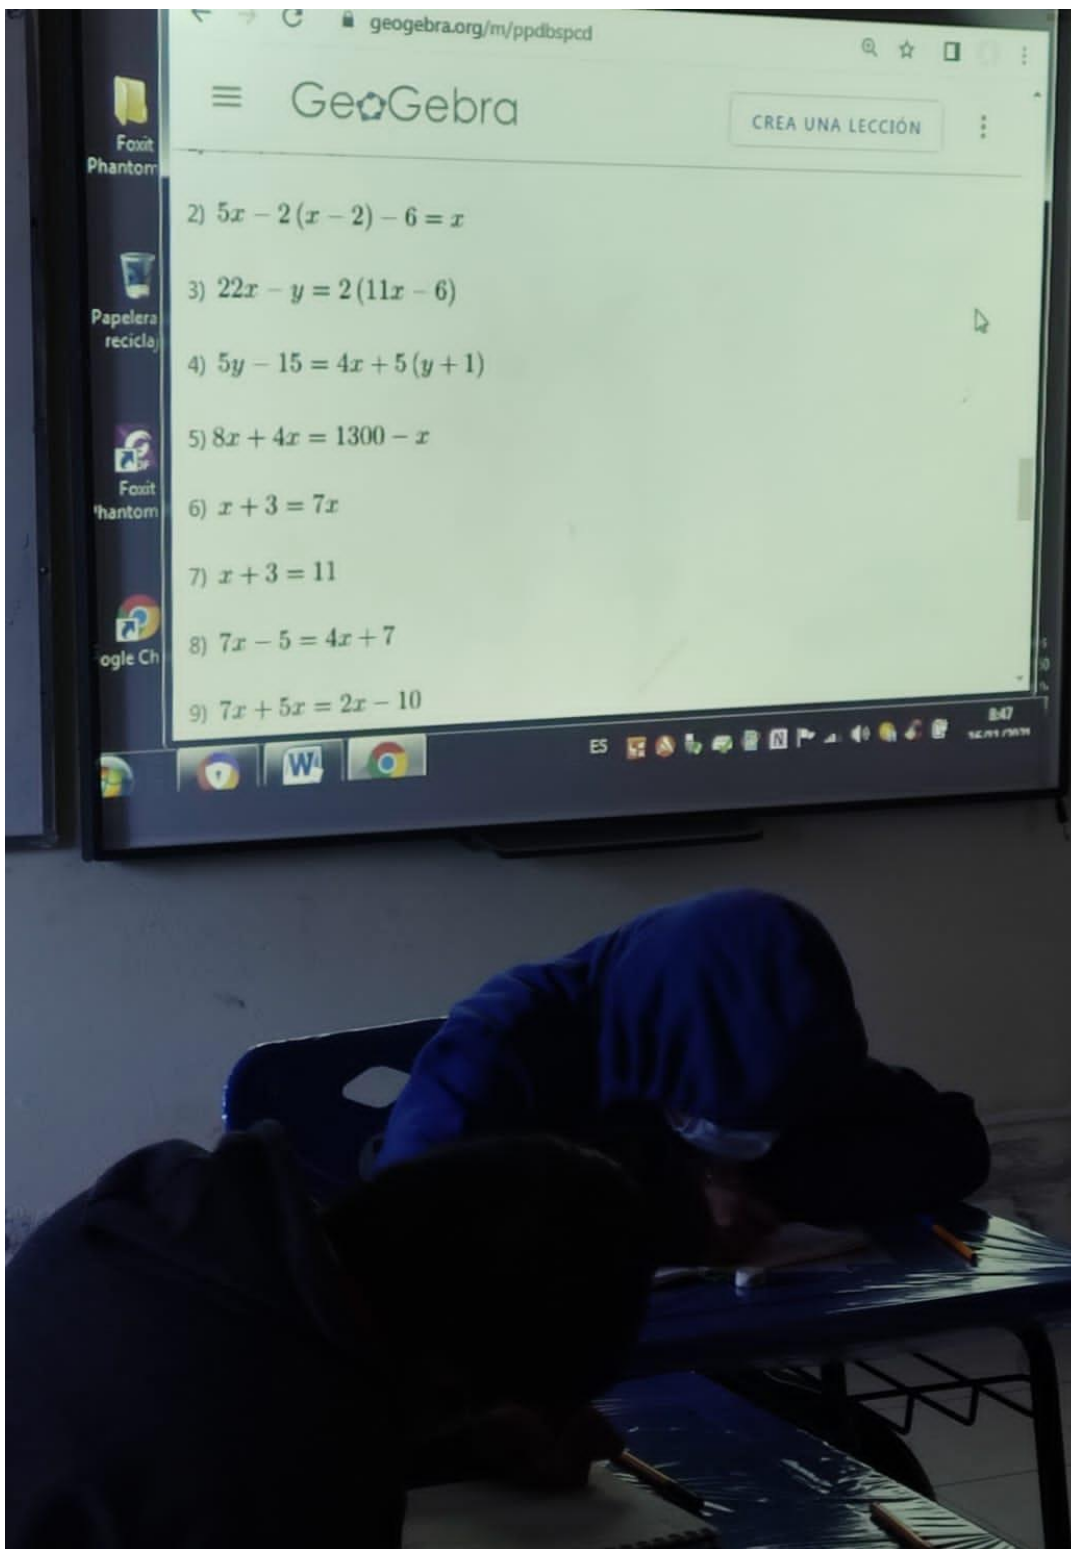 geogebra.org/m/ppdbspcd
GeoGebra
CREA UNA LECCIÓN
Foxit
Phantom
2) 5x − 2 (x − 2) − 6 = x
3) 22x − y = 2 (11x − 6)
Papelera
recicla
4) 5y − 15 = 4x + 5 (y + 1)
5) 8x + 4x = 1300 − x
Foxit
hantom
6) x + 3 = 7x
7) x + 3 = 11
8) 7x − 5 = 4x + 7
ogle Ch
9) 7x + 5x = 2x − 10
ES
8:47
W
N